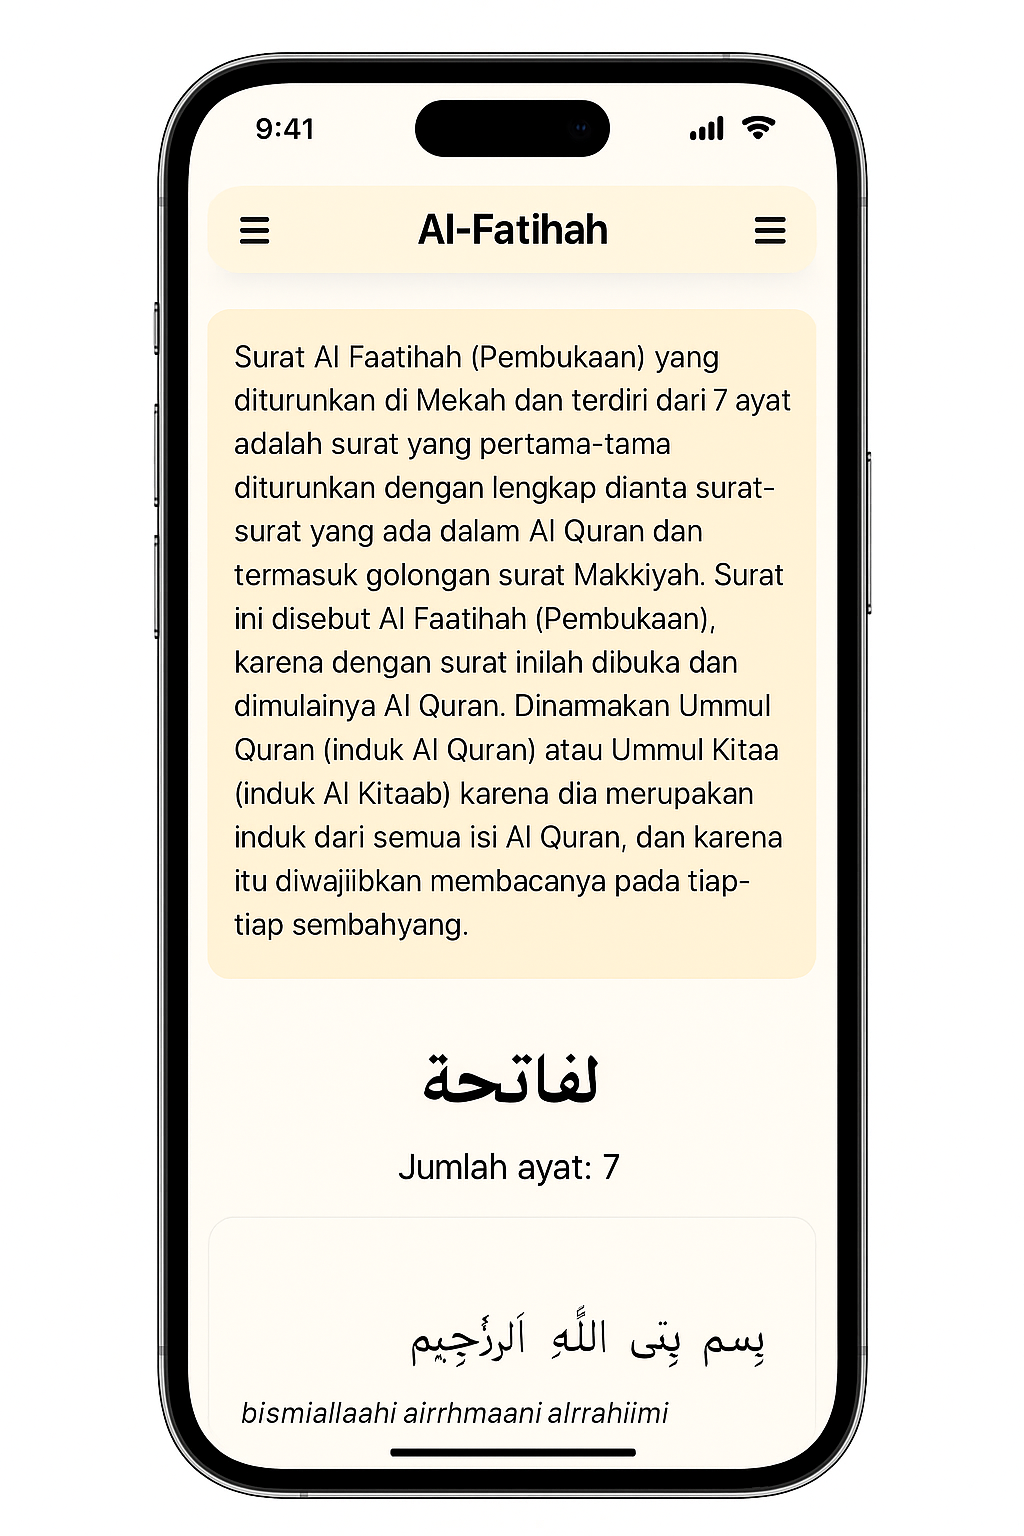 9:41
Al-Fatihah
Surat Al Faatihah (Pembukaan) yang
diturunkan di Mekah dan terdiri dari 7 ayat
adalah surat yang pertama-tama
diturunkan dengan lengkap dianta surat-
surat yang ada dalam Al Quran dan
termasuk golongan surat Makkiyah. Surat
ini disebut Al Faatihah (Pembukaan),
karena dengan surat inilah dibuka dan
dimulainya Al Quran. Dinamakan Ummul
Quran (induk Al Quran) atau Ummul Kitaa
(induk Al Kitaab) karena dia merupakan
induk dari semua isi Al Quran, dan karena
itu diwajiibkan membacanya pada tiap-
tiap sembahyang.
لفاتحة
Jumlah ayat: 7
بِسم اللَّهِ
bismiallaahi airrhmaani alrrahiimi